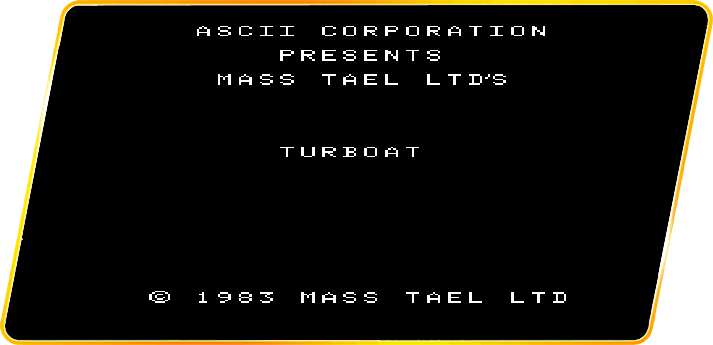 ASCII CORPORATION
PRESENTS
MASS TAEL LTD'S
TURBOAT
© 1983 MASS TAEL LTD